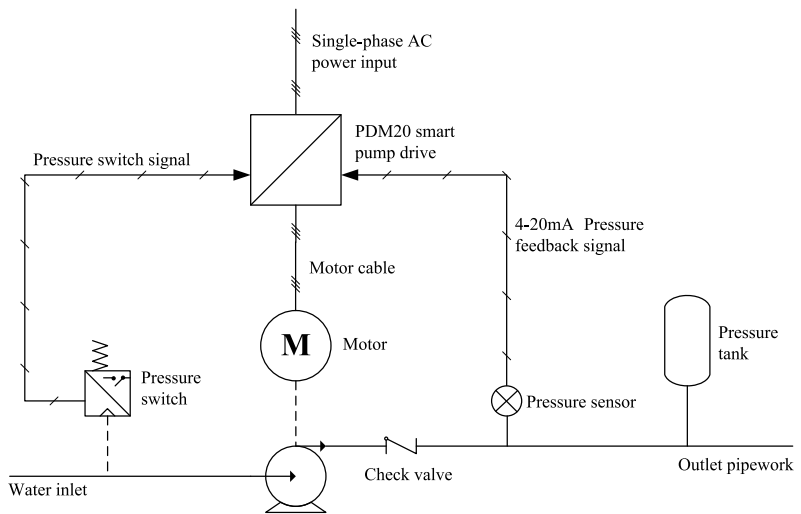 Single-phase AC
power input
PDM20 smart
pump drive
Pressure switch signal
4-20mA Pressure
feedback signal
Motor cable
M
Motor
Pressure
tank
Pressure
switch
Pressure sensor
Check valve
Outlet pipework
Water inlet